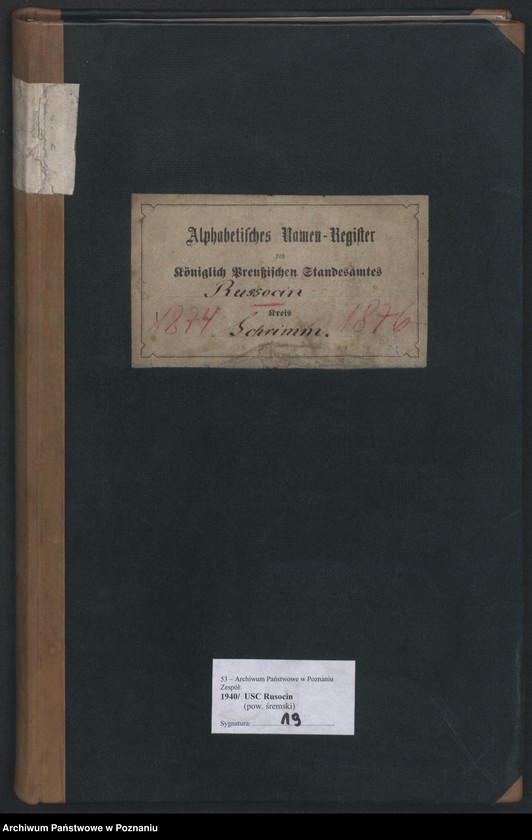 Alphabetisches Namen-Register
des
Königlich Preußischen Standesamtes
Russocin
Kreis
1874 Schrimm. 1876
53 – Archiwum Państwowe w Poznaniu
Zespół:
1940/ USC Rusocin
(pow. śremski)
Sygnatura: 19
Archiwum Państwowe w Poznaniu